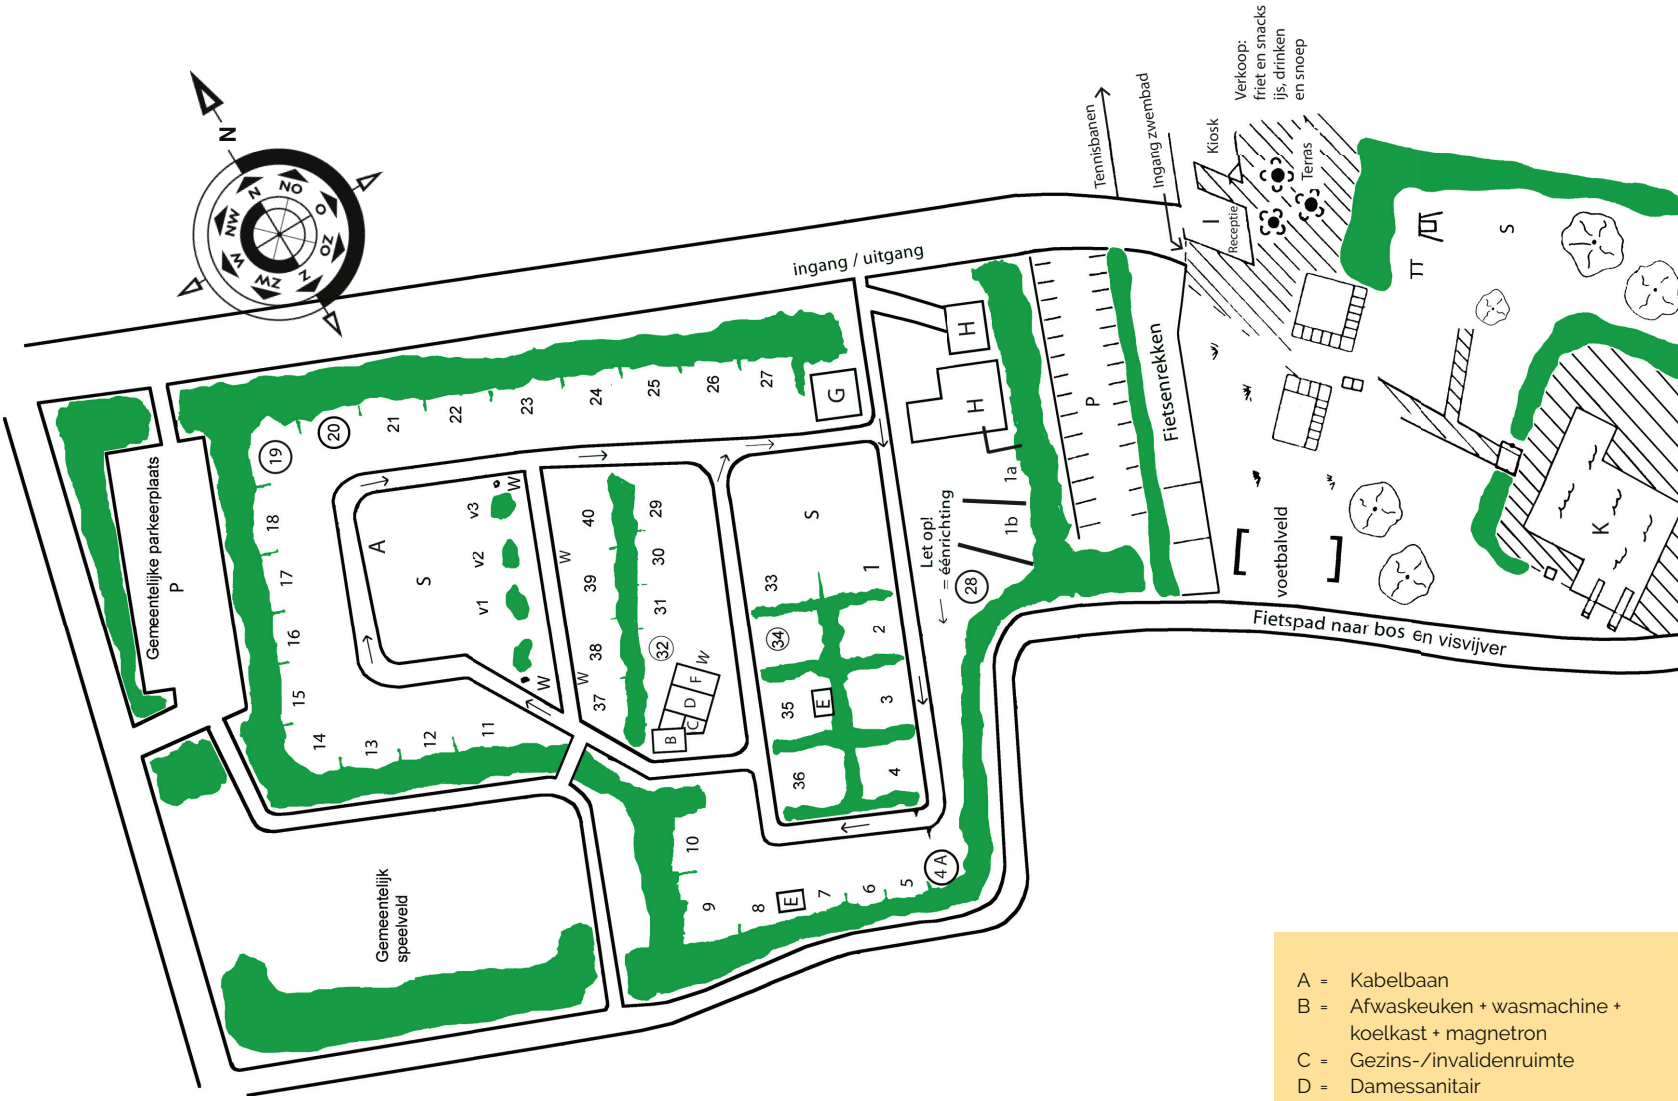 N
N
NO
O
ZO
Z
ZW
W
NW
Verkoop:
friet en snacks
ijs, drinken
en snoep
Kiosk
Terras
Tennisbanen
Ingang zwembad
I
Receptie
ingang / uitgang
Gemeentelijke parkeerplaats
P
Gemeentelijk
speelveld
19
20
21
22
23
24
25
26
27
G
H
H
P
Fietsenrekken
18
17
16
15
14
13
12
11
A
S
v3
v2
v1
W
W
40
39
38
37
W
W
29
30
31
32
W
F
D
C
B
S
33
34
35
36
E
1
2
3
4
Let op!
= éénrichting
1a
1b
28
10
9
8
E
7
6
5
4 A
voetbalveld
Fietspad naar bos en visvijver
S
TT
K
A = Kabelbaan
B = Afwaskeuken + wasmachine +
koelkast + magnetron
C = Gezins-/invalidenruimte
D = Damessanitair